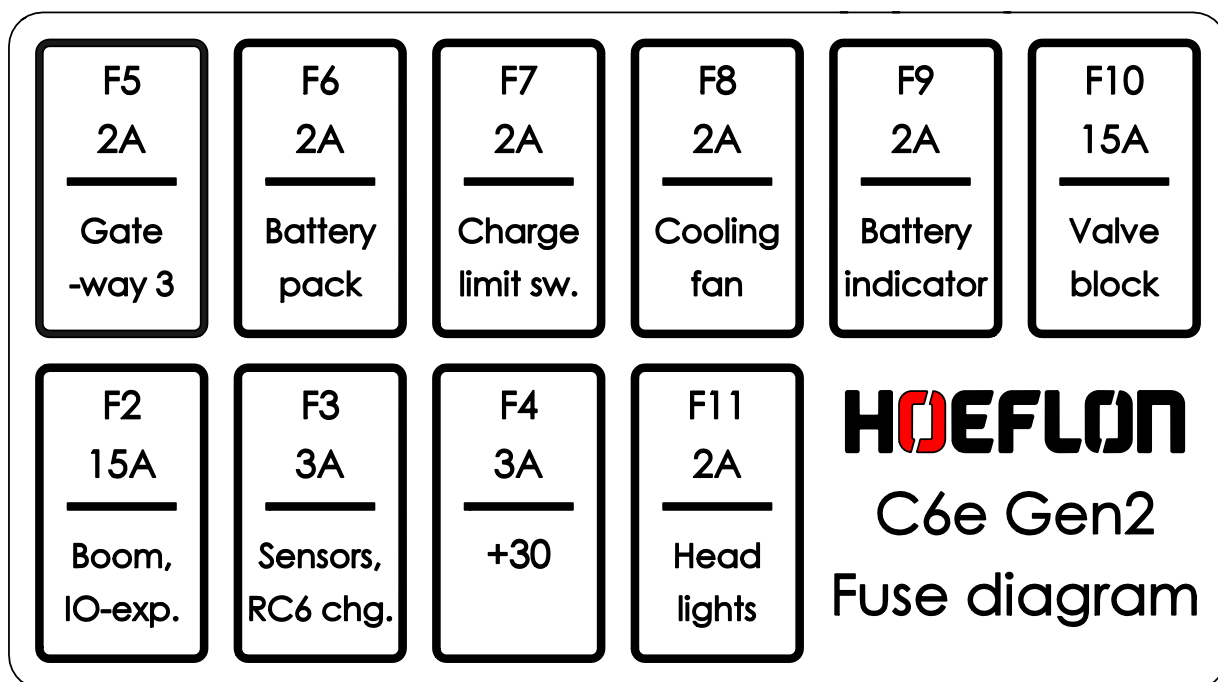 F5
2A
Gate
-way 3
F6
2A
Battery
pack
F7
2A
Charge
limit sw.
F8
2A
Cooling
fan
F9
2A
Battery
indicator
F10
15A
Valve
block
F2
15A
Boom,
IO-exp.
F3
3A
Sensors,
RC6 chg.
F4
3A
+30
F11
2A
Head
lights
HOEFLON
C6e Gen2
Fuse diagram